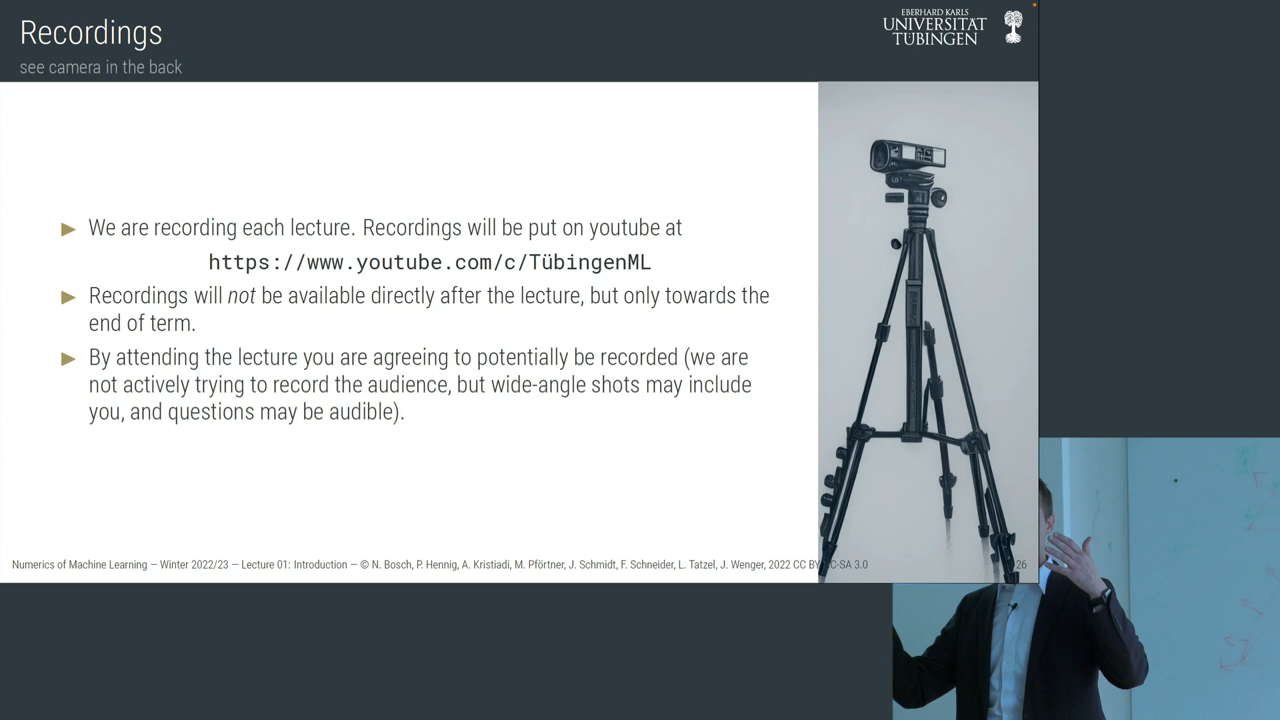 Recordings
see camera in the back
EBERHARD KARLS
UNIVERSITÄT
TÜBINGEN
► We are recording each lecture. Recordings will be put on youtube at
https://www.youtube.com/c/TübingenML
► Recordings will not be available directly after the lecture, but only towards the
end of term.
► By attending the lecture you are agreeing to potentially be recorded (we are
not actively trying to record the audience, but wide-angle shots may include
you, and questions may be audible).
Numerics of Machine Learning — Winter 2022/23 — Lecture 01: Introduction — © N. Bosch, P. Hennig, A. Kristiadi, M. Pförtner, J. Schmidt, F. Schneider, L. Tatzel, J. Wenger, 2022 CC BY C-SA 3.0 26